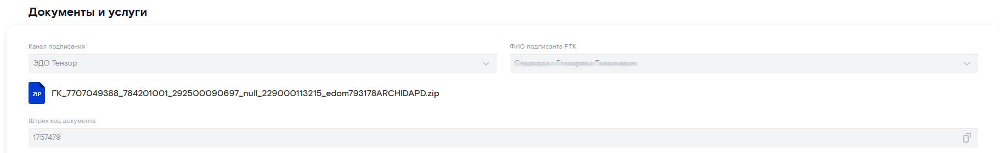 Документы и услуги
Канал подписания
ФИО подписанта РТК
ЭДО Тензор
ZIP
ГК_7707049388_784201001_292500090697_null_229000113215_edom793178ARCHIDAPD.zip
Штрих код документа
1757479